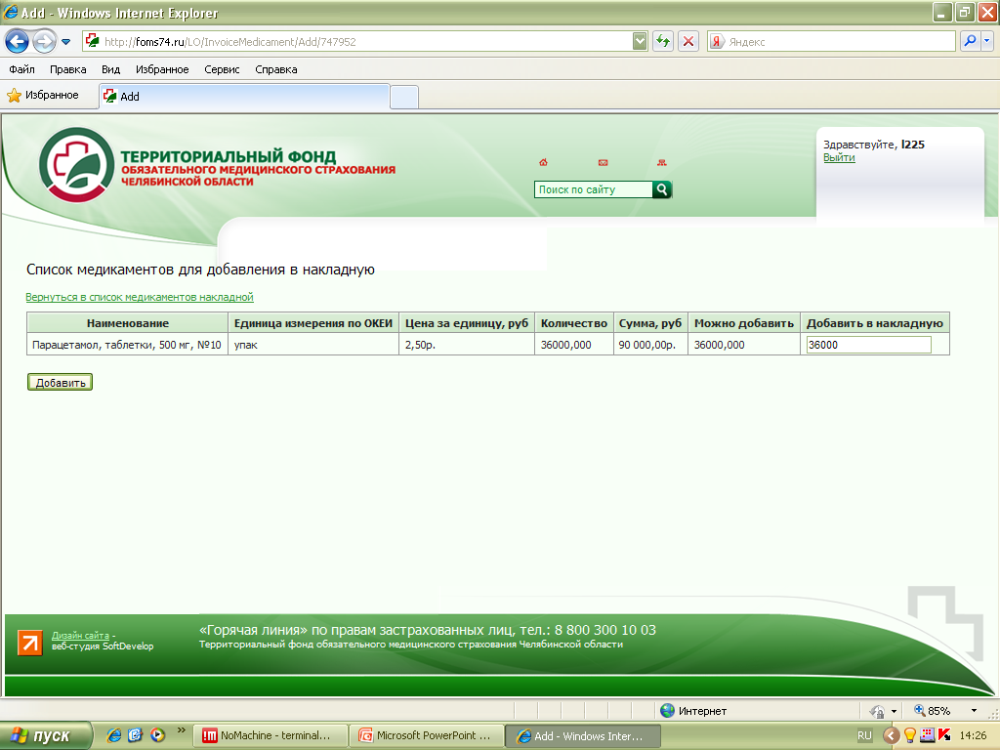 Add - Windows Internet Explorer
http://foms74.ru/LO/InvoiceMedicament/Add/747952
Яндекс
Файл Правка Вид Избранное Сервис Справка
Избранное
Add
ТЕРРИТОРИАЛЬНЫЙ ФОНД
ОБЯЗАТЕЛЬНОГО МЕДИЦИНСКОГО СТРАХОВАНИЯ
ЧЕЛЯБИНСКОЙ ОБЛАСТИ
Поиск по сайту
Здравствуйте, l225
Выйти
Список медикаментов для добавления в накладную
Вернуться в список медикаментов накладной
Наименование Единица измерения по ОКЕИ Цена за единицу, руб Количество Сумма, руб Можно добавить Добавить в накладную
Парацетамол, таблетки, 500 мг, №10 упак 2,50р. 36000,000 90 000,00р. 36000,000 36000
Добавить
Дизайн сайта -
веб-студия SoftDevelop
«Горячая линия» по правам застрахованных лиц, тел.: 8 800 300 10 03
Территориальный фонд обязательного медицинского страхования Челябинской области
Интернет
85%
пуск
NoMachine - terminal...
Microsoft PowerPoint ...
Add - Windows Inter...
RU
14:26